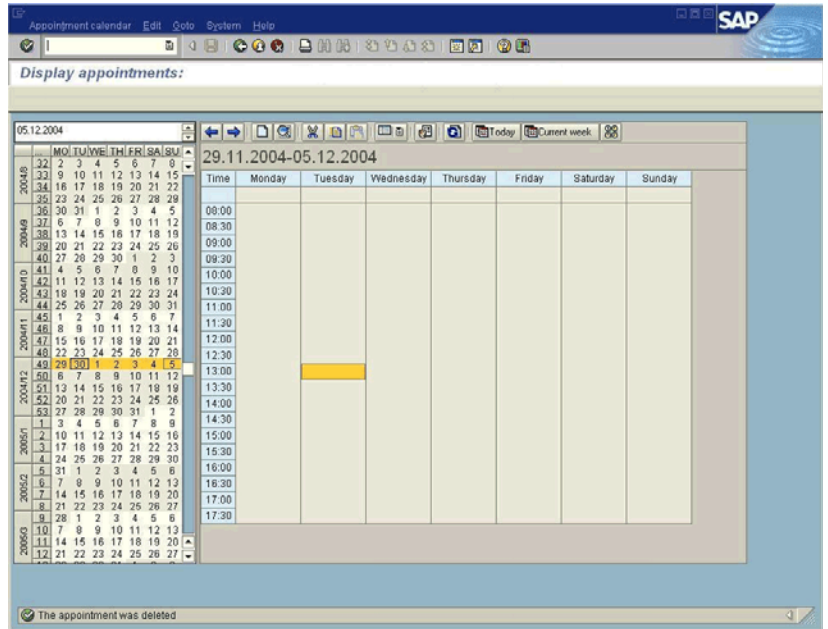 Appointment calendar Edit Goto System Help
SAP
Display appointments:
05.12.2004
Today Current week
29.11.2004-05.12.2004
MO TU WE TH FR SA SU
2004/8
32 2 3 4 5 6 7 8
33 9 10 11 12 13 14 15
34 16 17 18 19 20 21 22
35 23 24 25 26 27 28 29
2004/9
36 30 31 1 2 3 4 5
37 6 7 8 9 10 11 12
38 13 14 15 16 17 18 19
39 20 21 22 23 24 25 26
40 27 28 29 30 1 2 3
2004/10
41 4 5 6 7 8 9 10
42 11 12 13 14 15 16 17
43 18 19 20 21 22 23 24
44 25 26 27 28 29 30 31
2004/11
45 1 2 3 4 5 6 7
46 8 9 10 11 12 13 14
47 15 16 17 18 19 20 21
48 22 23 24 25 26 27 28
2004/12
49 29 30 1 2 3 4 5
50 6 7 8 9 10 11 12
51 13 14 15 16 17 18 19
52 20 21 22 23 24 25 26
53 27 28 29 30 31 1 2
2005/1
1 3 4 5 6 7 8 9
2 10 11 12 13 14 15 16
3 17 18 19 20 21 22 23
4 24 25 26 27 28 29 30
2005/2
5 31 1 2 3 4 5 6
6 7 8 9 10 11 12 13
7 14 15 16 17 18 19 20
8 21 22 23 24 25 26 27
2005/3
9 28 1 2 3 4 5 6
10 7 8 9 10 11 12 13
11 14 15 16 17 18 19 20
12 21 22 23 24 25 26 27
Time Monday Tuesday Wednesday Thursday Friday Saturday Sunday
08:00
08:30
09:00
09:30
10:00
10:30
11:00
11:30
12:00
12:30
13:00
13:30
14:00
14:30
15:00
15:30
16:00
16:30
17:00
17:30
The appointment was deleted